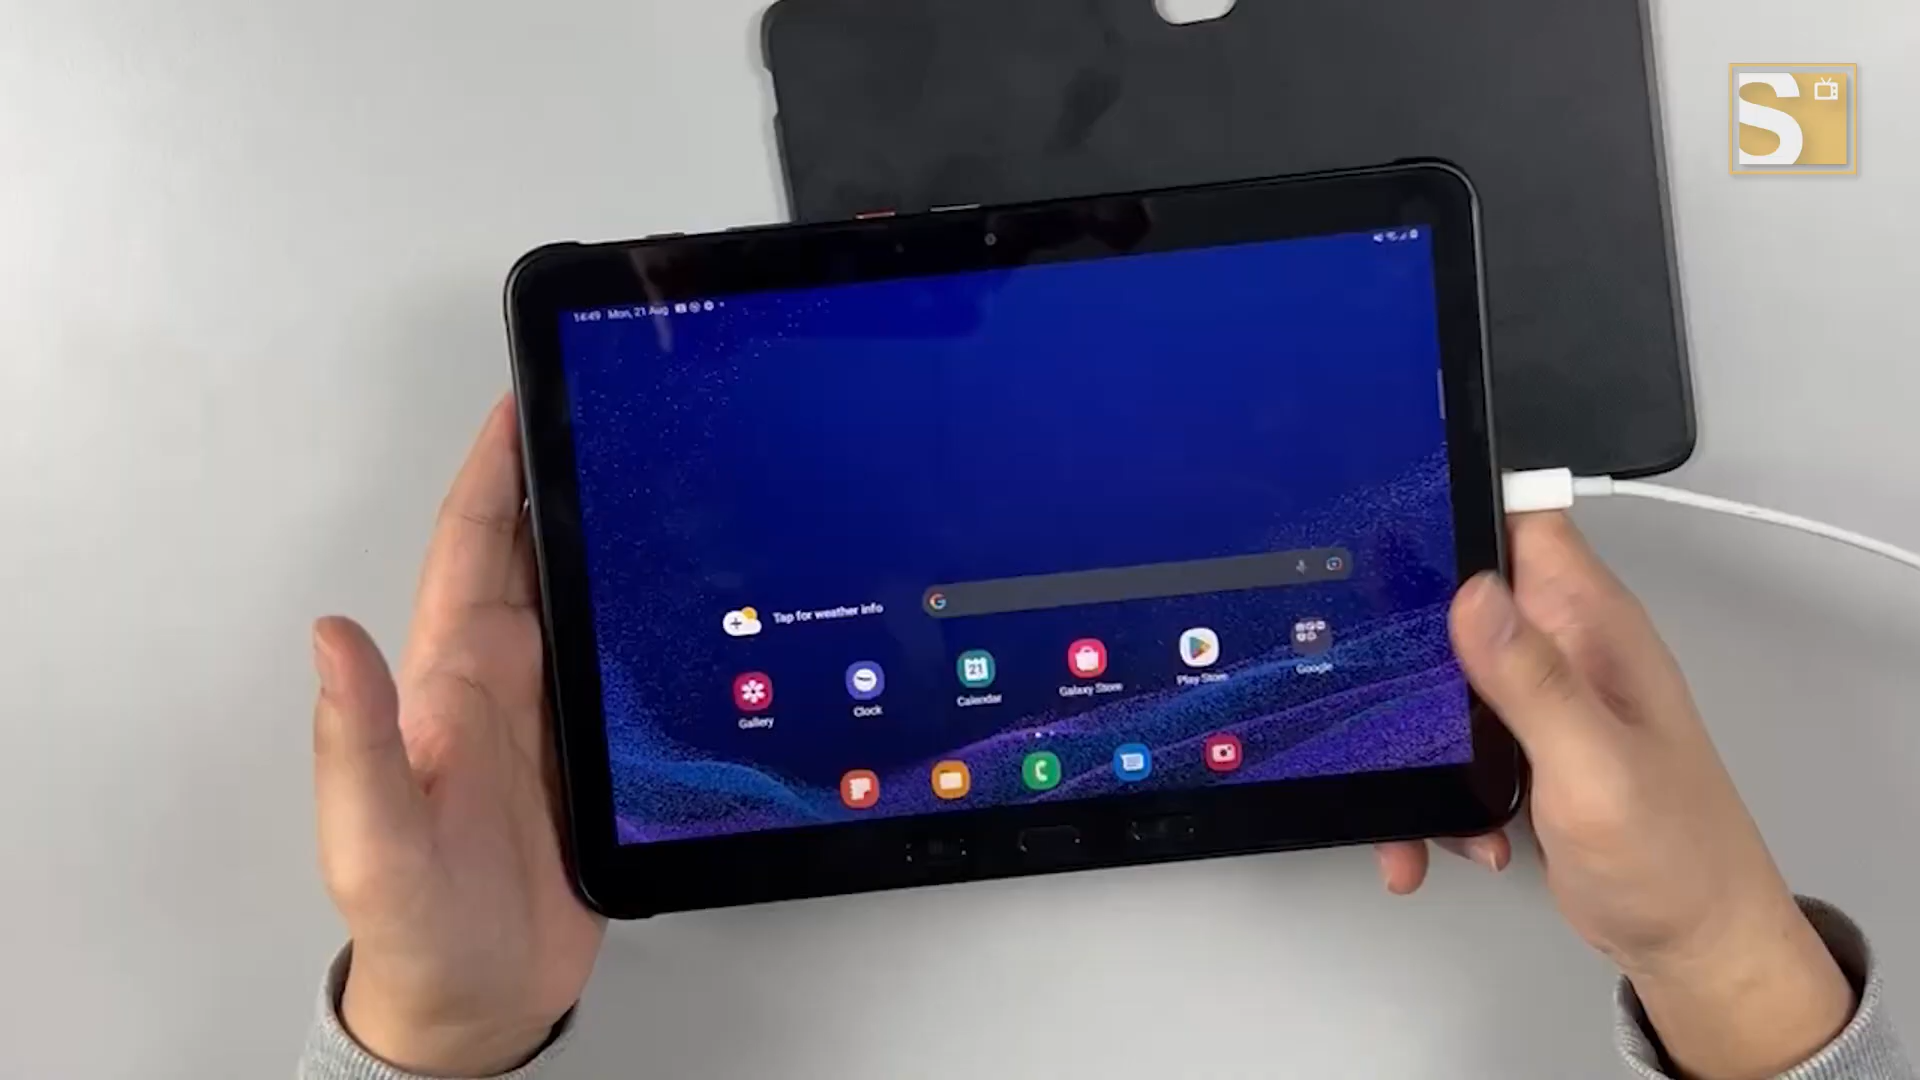 S
14:49 Mon, 21 Aug
Tap for weather info
G
21
Gallery
Clock
Calendar
Galaxy Store
Play Store
Google